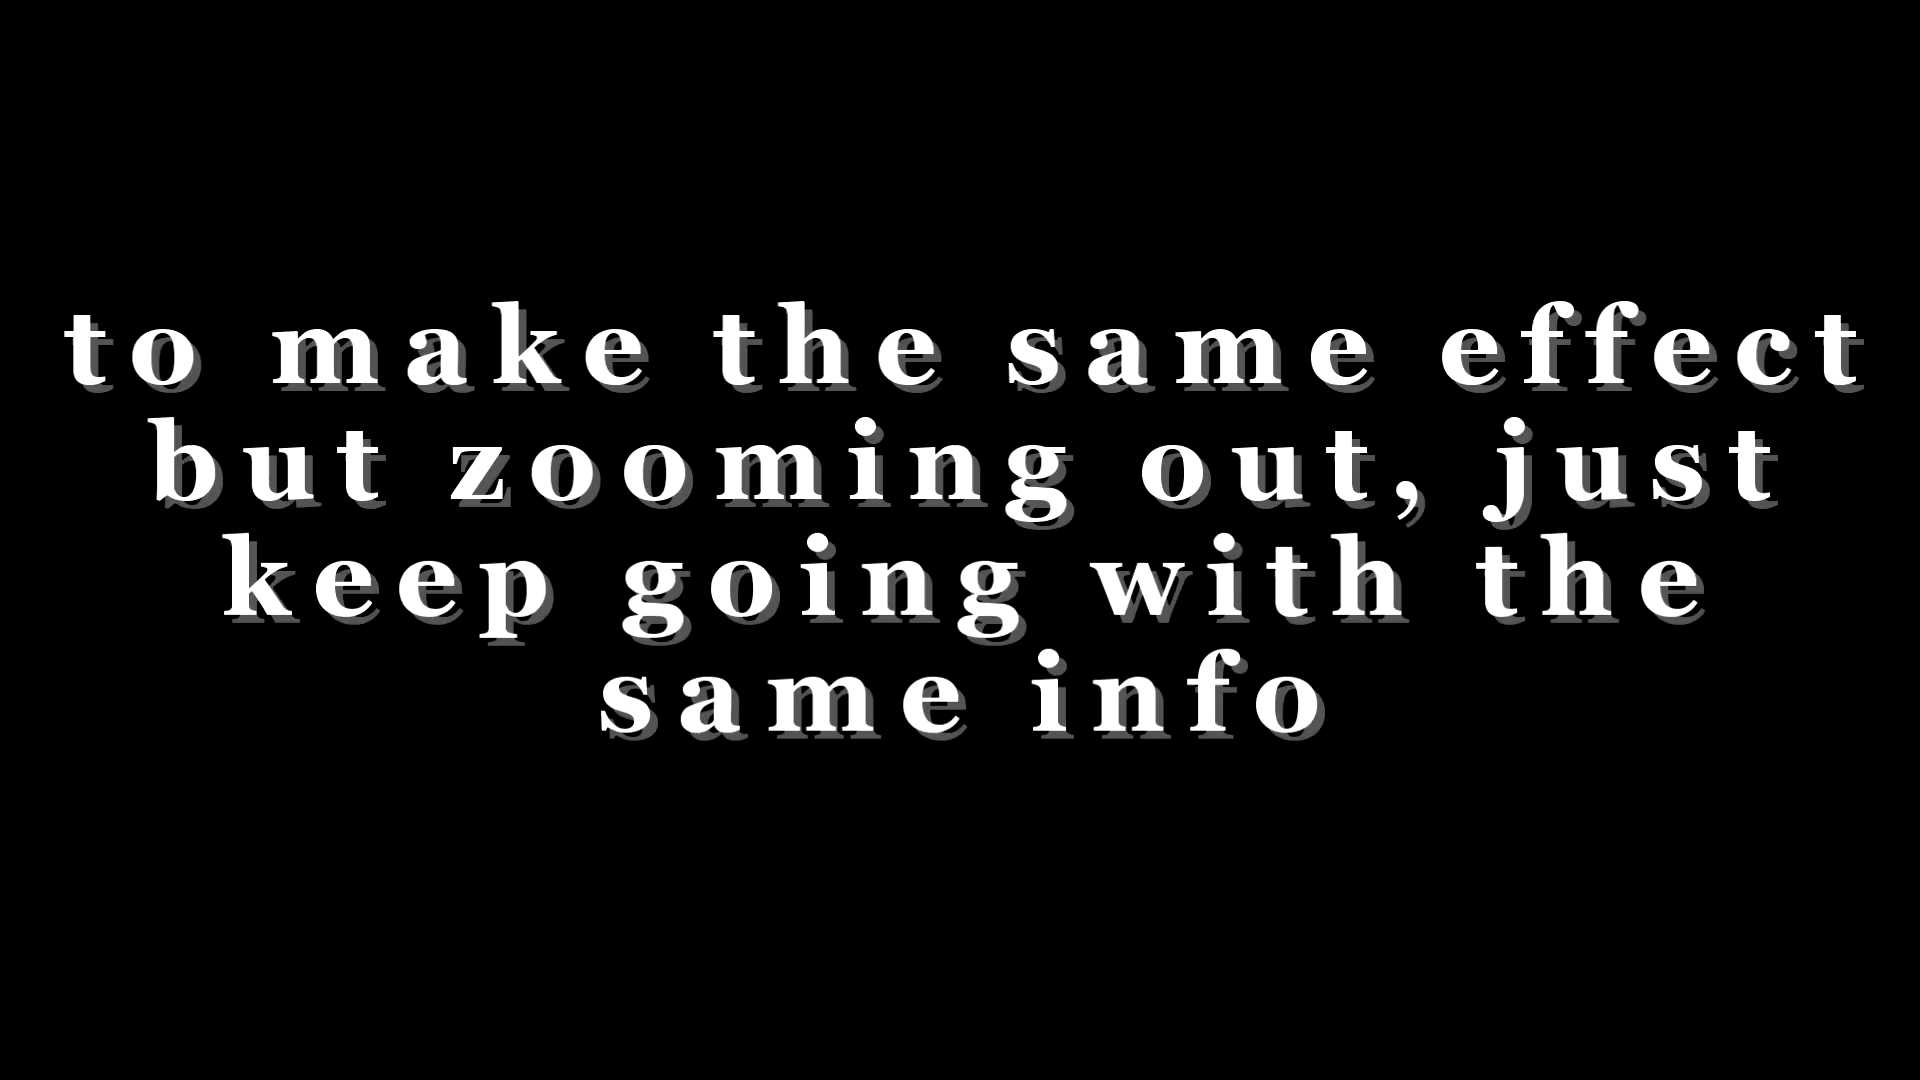 to make the same effect
but zooming out, just
keep going with the
same info